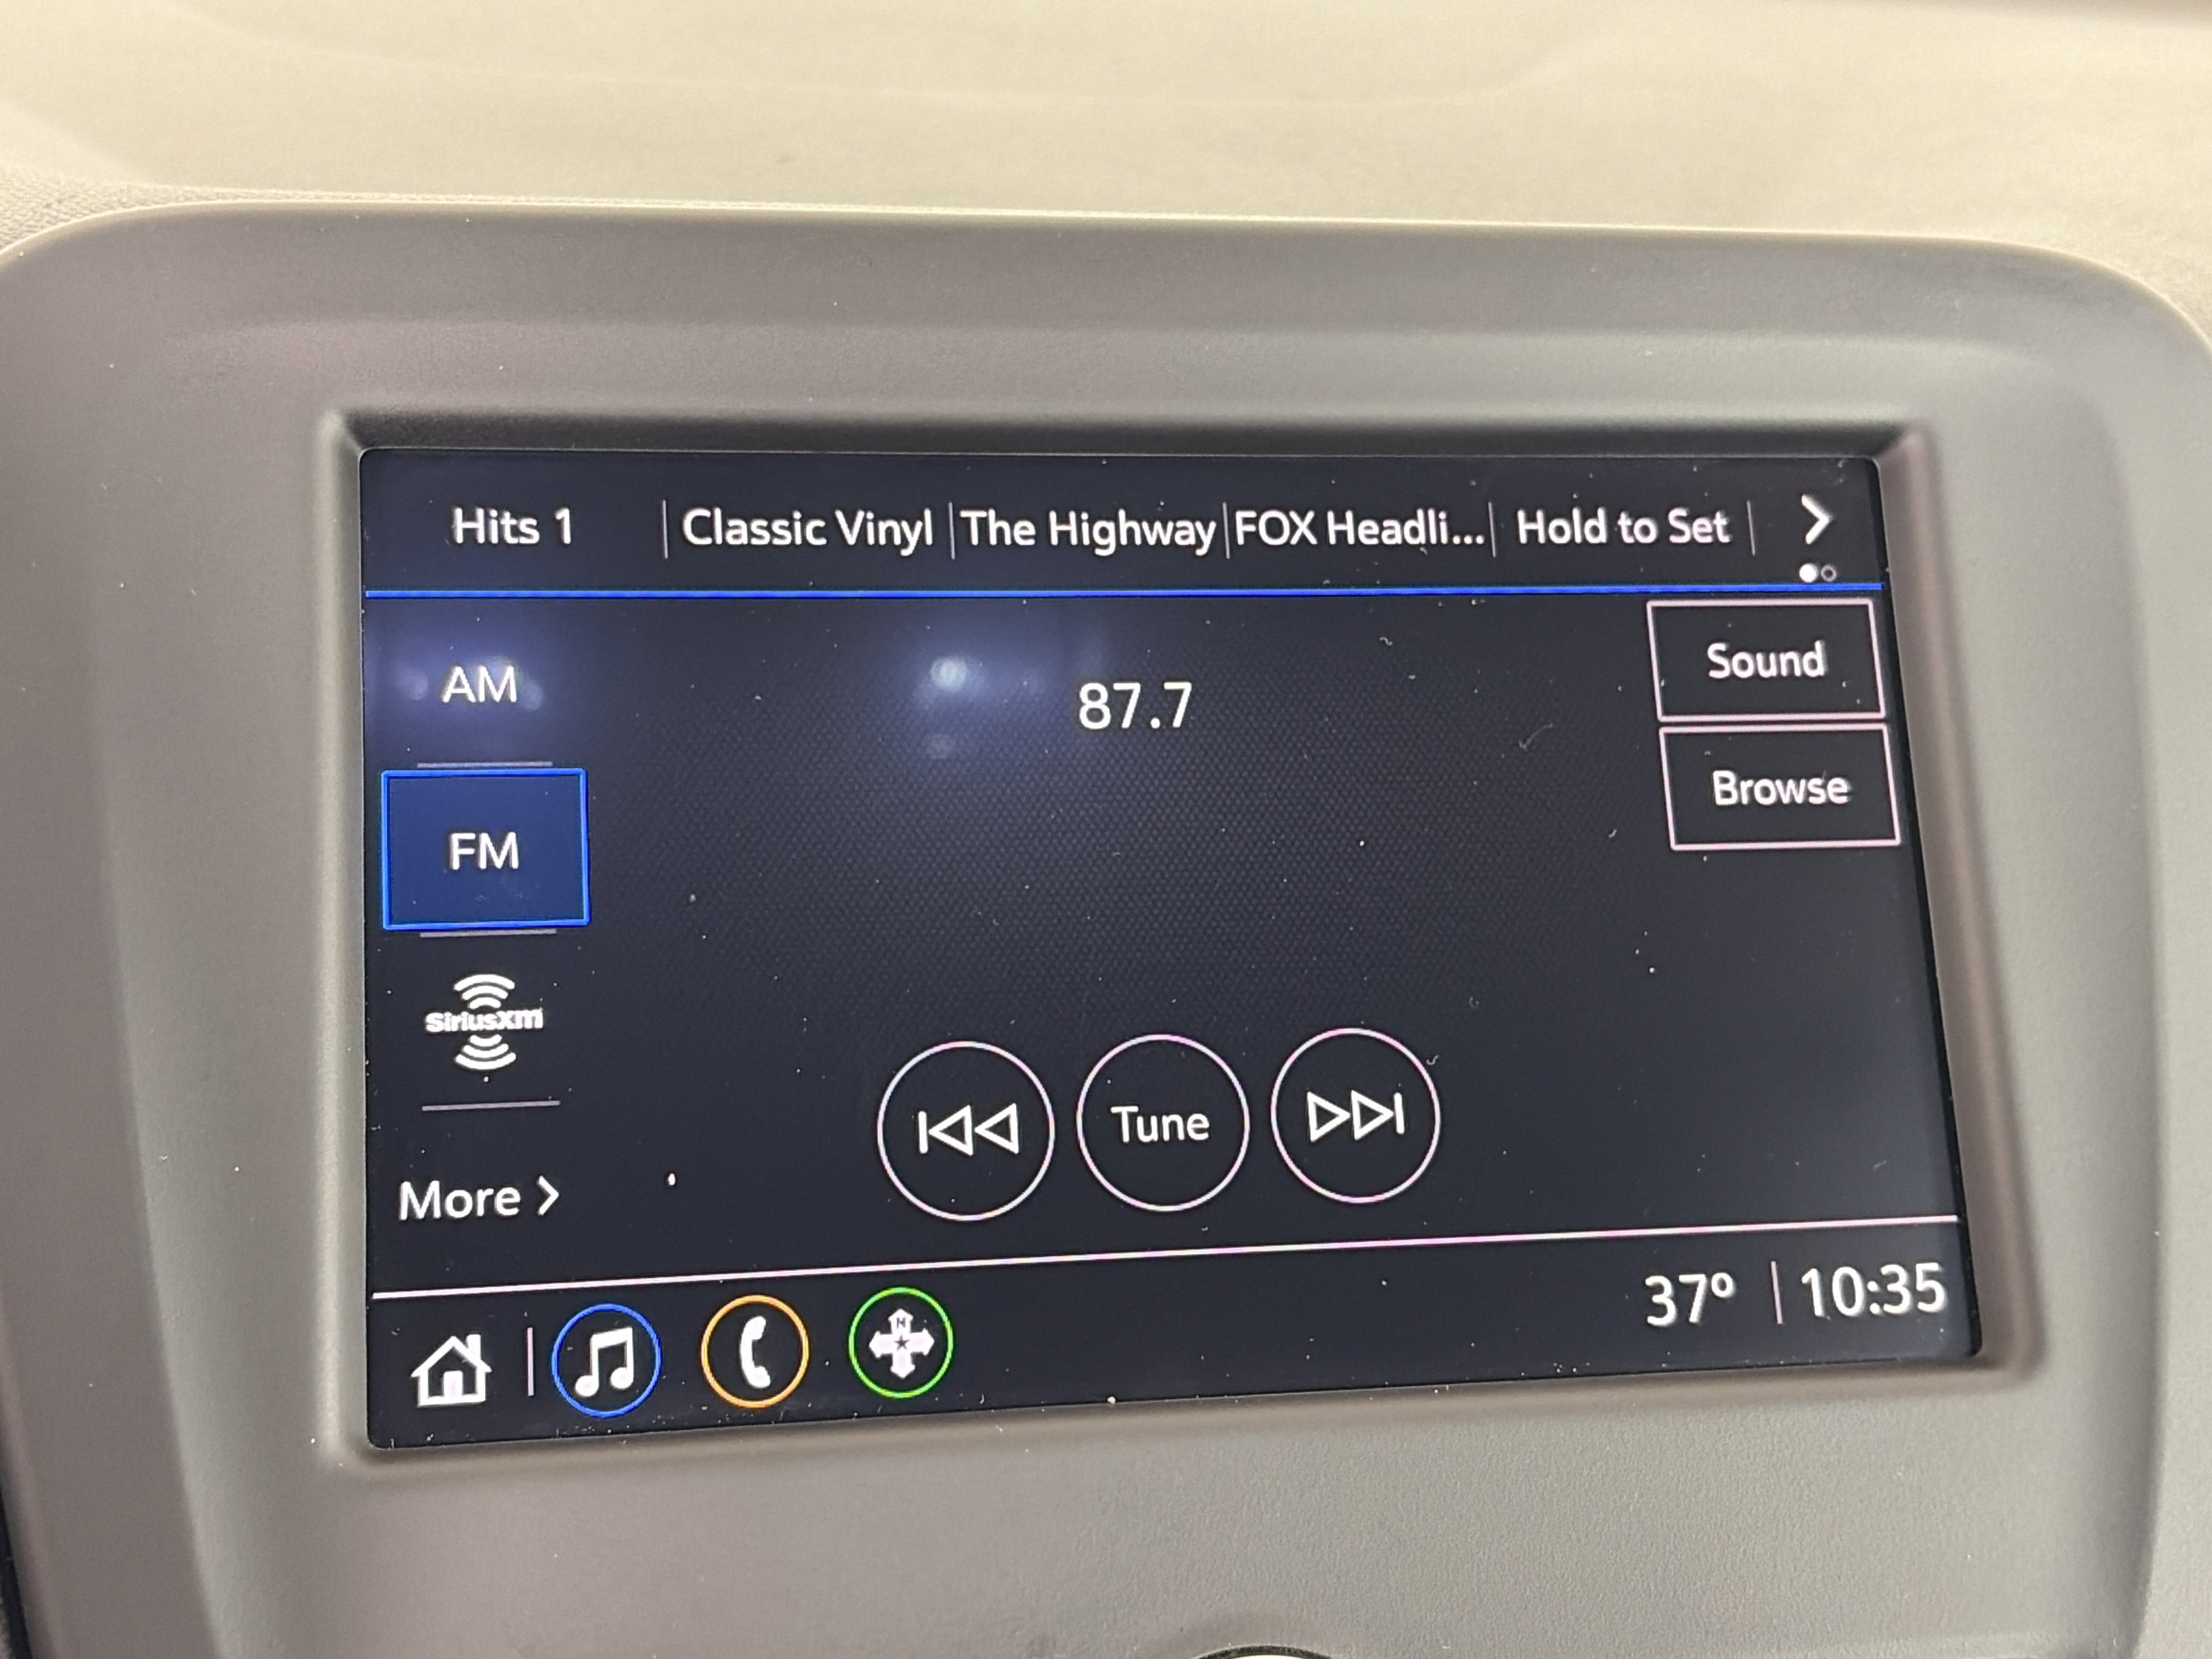 Hits 1
Classic Vinyl
The Highway
FOX Headli...
Hold to Set
AM
87.7
Sound
Browse
FM
SiriusXM
Tune
More >
37° 10:35
N